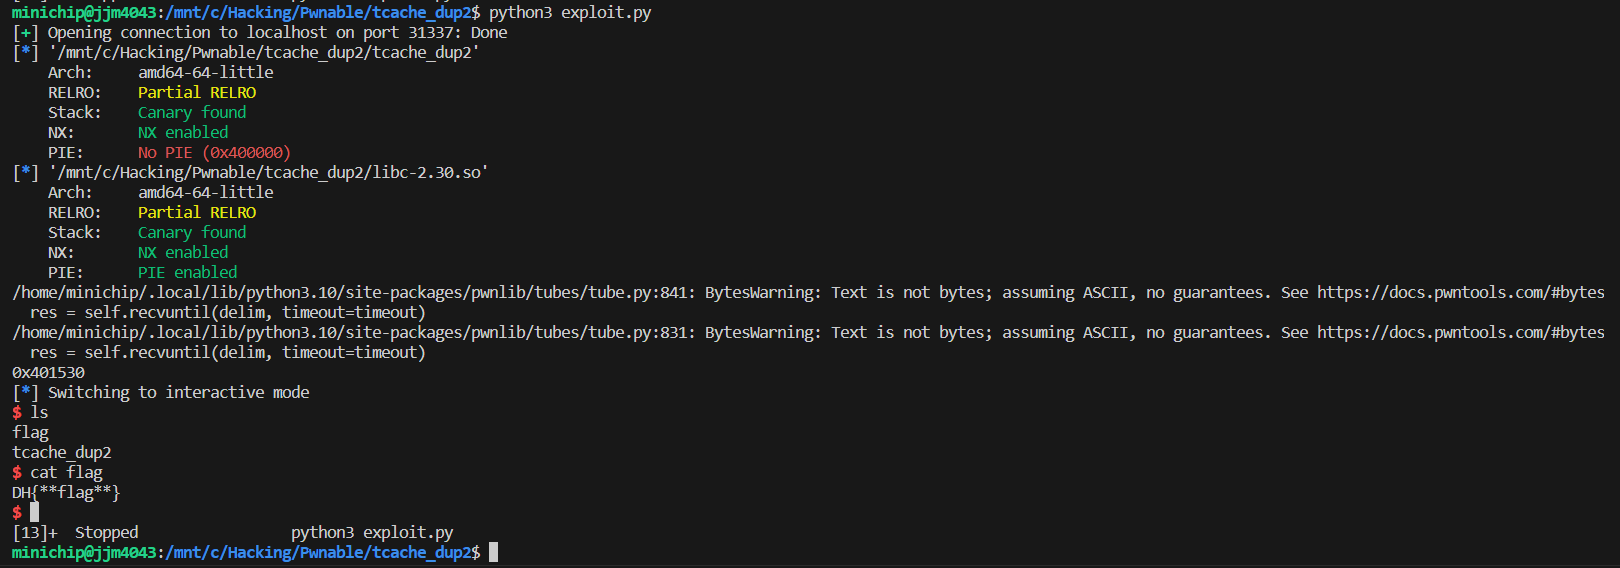 minichip@jjm4043:/mnt/c/Hacking/Pwnable/tcache_dup2$ python3 exploit.py
[+] Opening connection to localhost on port 31337: Done
[*] '/mnt/c/Hacking/Pwnable/tcache_dup2/tcache_dup2'
    Arch:     amd64-64-little
    RELRO:    Partial RELRO
    Stack:    Canary found
    NX:       NX enabled
    PIE:      No PIE (0x400000)
[*] '/mnt/c/Hacking/Pwnable/tcache_dup2/libc-2.30.so'
    Arch:     amd64-64-little
    RELRO:    Partial RELRO
    Stack:    Canary found
    NX:       NX enabled
    PIE:      PIE enabled
/home/minichip/.local/lib/python3.10/site-packages/pwnlib/tubes/tube.py:841: BytesWarning: Text is not bytes; assuming ASCII, no guarantees. See https://docs.pwntools.com/#bytes
  res = self.recvuntil(delim, timeout=timeout)
/home/minichip/.local/lib/python3.10/site-packages/pwnlib/tubes/tube.py:831: BytesWarning: Text is not bytes; assuming ASCII, no guarantees. See https://docs.pwntools.com/#bytes
  res = self.recvuntil(delim, timeout=timeout)
0x401530
[*] Switching to interactive mode
$ ls
flag
tcache_dup2
$ cat flag
DH{**flag**}
$
[13]+  Stopped                 python3 exploit.py
minichip@jjm4043:/mnt/c/Hacking/Pwnable/tcache_dup2$